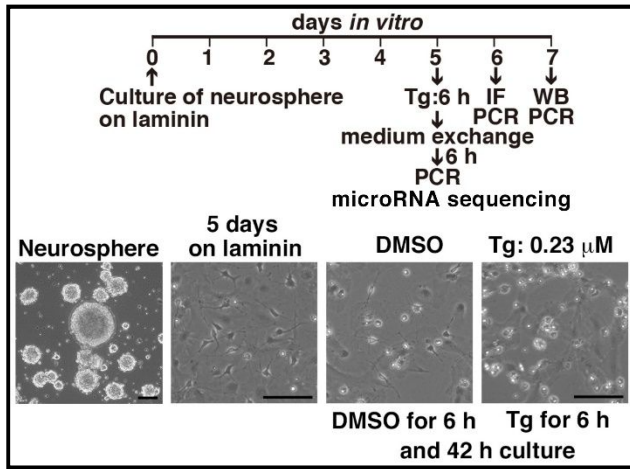 days in vitro
0 1 2 3 4 5 6 7
Culture of neurosphere
on laminin
Tg:6 h IF WB
PCR PCR
medium exchange
6 h
PCR
microRNA sequencing
Neurosphere
5 days
on laminin
DMSO
Tg: 0.23 μM
DMSO for 6 h Tg for 6 h
and 42 h culture